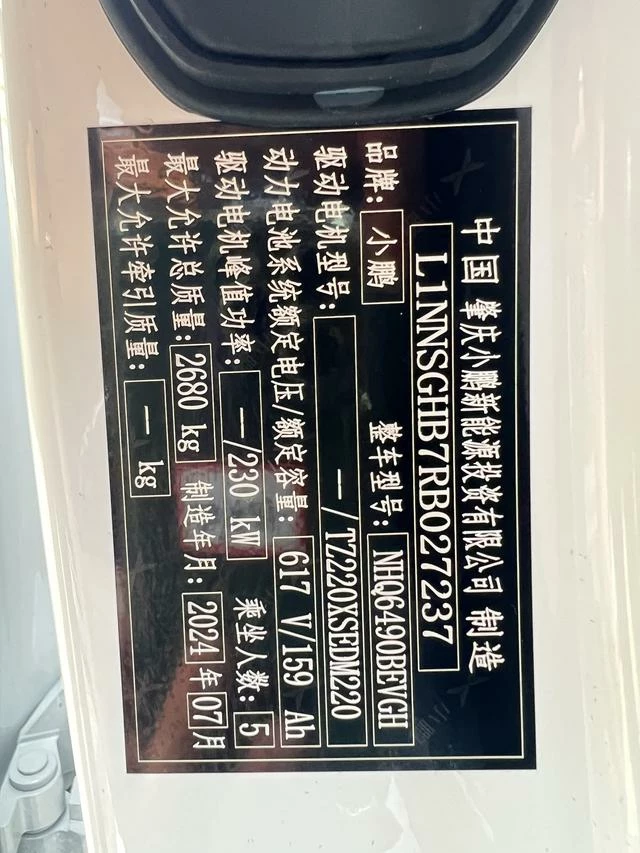 中国 肇庆小鹏新能源投资有限公司 制造
L1NNSGHB7RB027237
品牌: 小鹏 整车型号: NHQ6490BEVGH
驱动电机型号: —/TZ220XSEDM220
动力电池系统额定电压/额定容量: 617 V/159 Ah
驱动电机峰值功率: —/230 kW 乘坐人数: 5
最大允许总质量: 2680 kg 制造年月: 2024 年 07 月
最大允许牵引质量: — kg